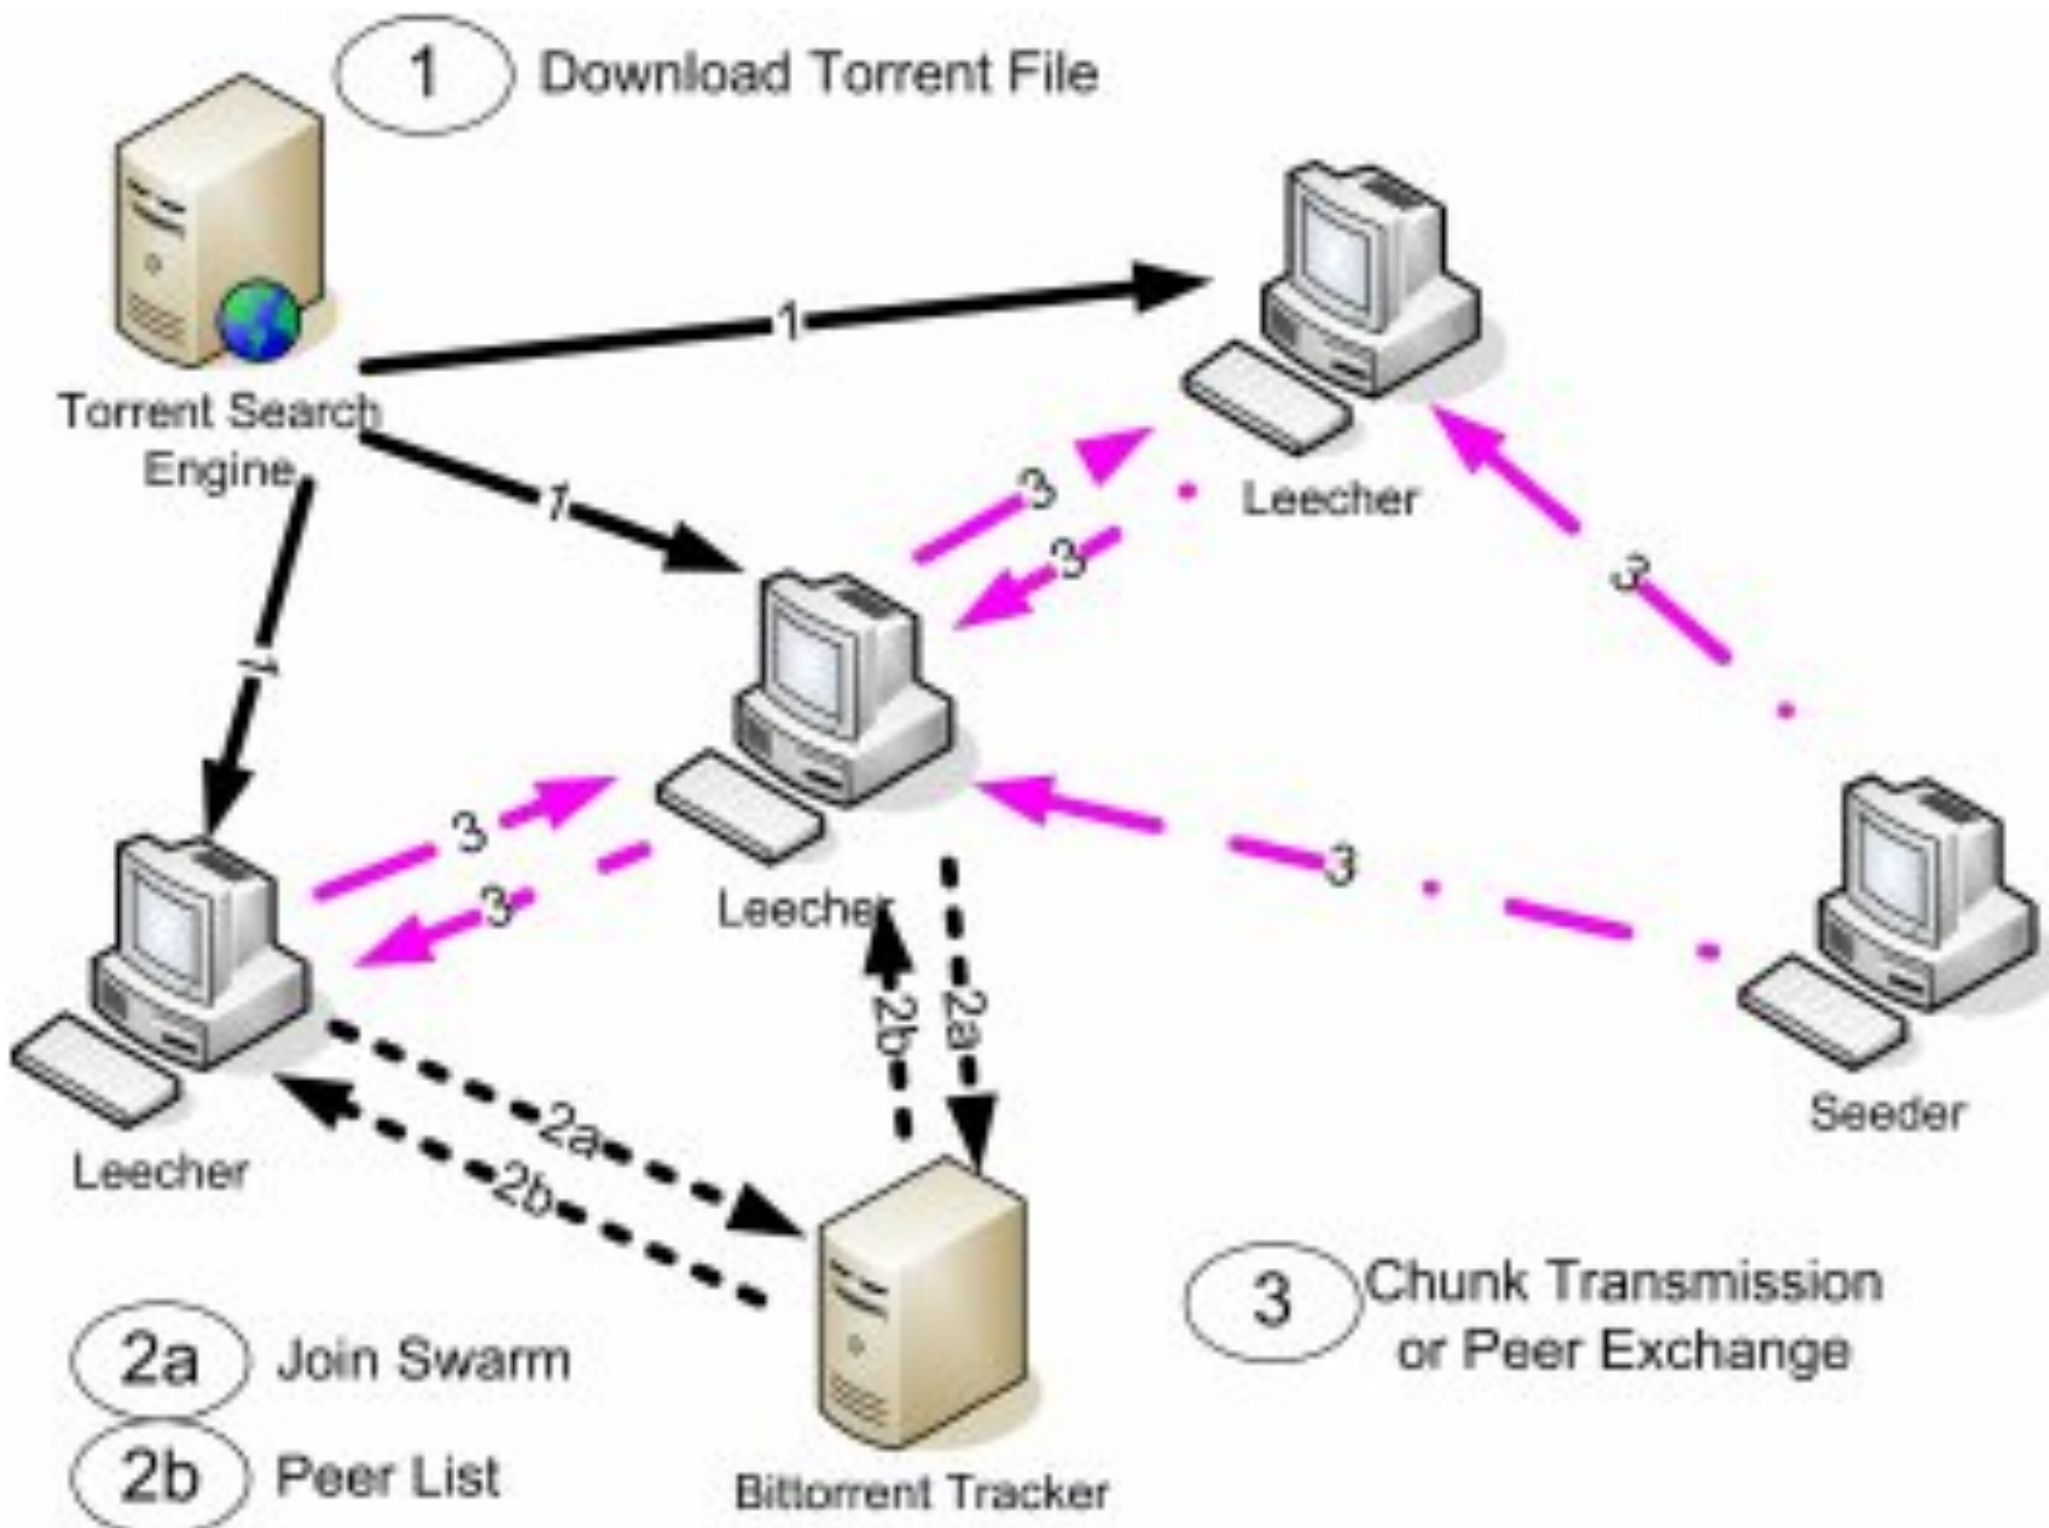 1 Download Torrent File
1
Torrent Search
Engine
1
1
3
3
Leecher
3
3
3
Leecher
3
2b
2a
Leecher
2a
2b
Seeder
2a Join Swarm
2b Peer List
3 Chunk Transmission
or Peer Exchange
Bittorrent Tracker